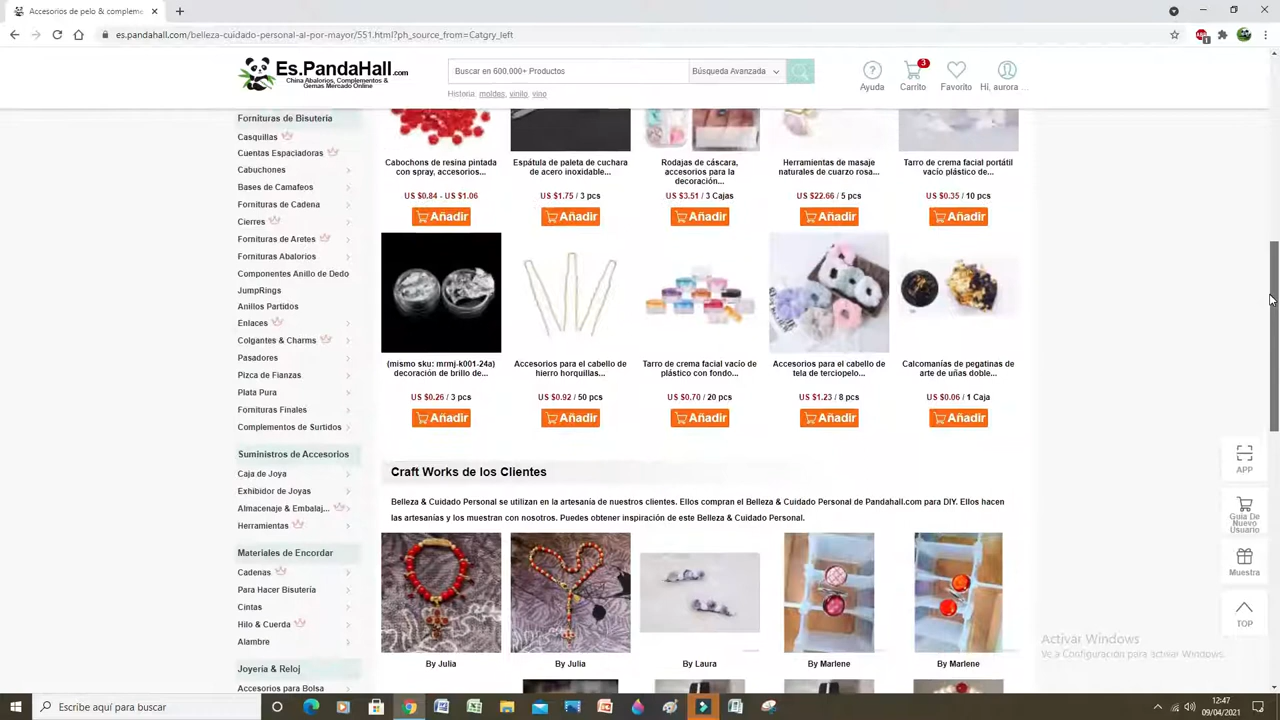 Accesorios de pelo & complem
es.pandahall.com/belleza-cuidado-personal-al-por-mayor/551.html?ph_source_from=Catgry_left
Es.PandaHall.com
China Abalorios, Complementos &
Gemas Mercado Online
Buscar en 600,000+ Productos
Búsqueda Avanzada
Historia: moldes, vinilo, vino
Ayuda
3
Carrito
Favorito
Hi, aurora ...
Fornituras de Bisutería
Casquillas
Cuentas Espaciadoras
Cabuchones
Bases de Camafeos
Fornituras de Cadena
Cierres
Fornituras de Aretes
Fornituras Abalorios
Componentes Anillo de Dedo
JumpRings
Anillos Partidos
Enlaces
Colgantes & Charms
Pasadores
Pizca de Fianzas
Plata Pura
Fornituras Finales
Complementos de Surtidos
Suministros de Accesorios
Caja de Joya
Exhibidor de Joyas
Almacenaje & Embalaj...
Herramientas
Materiales de Encordar
Cadenas
Para Hacer Bisutería
Cintas
Hilo & Cuerda
Alambre
Joyería & Reloj
Accesorios para Bolsa
Cabochons de resina pintada
con spray, accesorios...
US $0.84 - US $1.06
Añadir
Espátula de paleta de cuchara
de acero inoxidable...
US $1.75 / 3 pcs
Añadir
Rodajas de cáscara,
accesorios para la
decoración...
US $3.51 / 3 Cajas
Añadir
Herramientas de masaje
naturales de cuarzo rosa...
US $22.66 / 5 pcs
Añadir
Tarro de crema facial portátil
vacío plástico de...
US $0.35 / 10 pcs
Añadir
(mismo sku: mrmj-k001-24a)
decoración de brillo de...
US $0.26 / 3 pcs
Añadir
Accesorios para el cabello de
hierro horquillas...
US $0.92 / 50 pcs
Añadir
Tarro de crema facial vacío de
plástico con fondo...
US $0.70 / 20 pcs
Añadir
Accesorios para el cabello de
tela de terciopelo...
US $1.23 / 8 pcs
Añadir
Calcomanías de pegatinas de
arte de uñas doble...
US $0.06 / 1 Caja
Añadir
Craft Works de los Clientes
Belleza & Cuidado Personal se utilizan en la artesanía de nuestros clientes. Ellos compran el Belleza & Cuidado Personal de Pandahall.com para DIY. Ellos hacen
las artesanías y los muestran con nosotros. Puedes obtener inspiración de este Belleza & Cuidado Personal.
By Julia
By Julia
By Laura
By Marlene
By Marlene
APP
Guia De
Nuevo
Usuario
Muestra
TOP
Activar Windows
Ve a Configuración para activar Windows.
Escribe aquí para buscar
12:47
09/04/2021